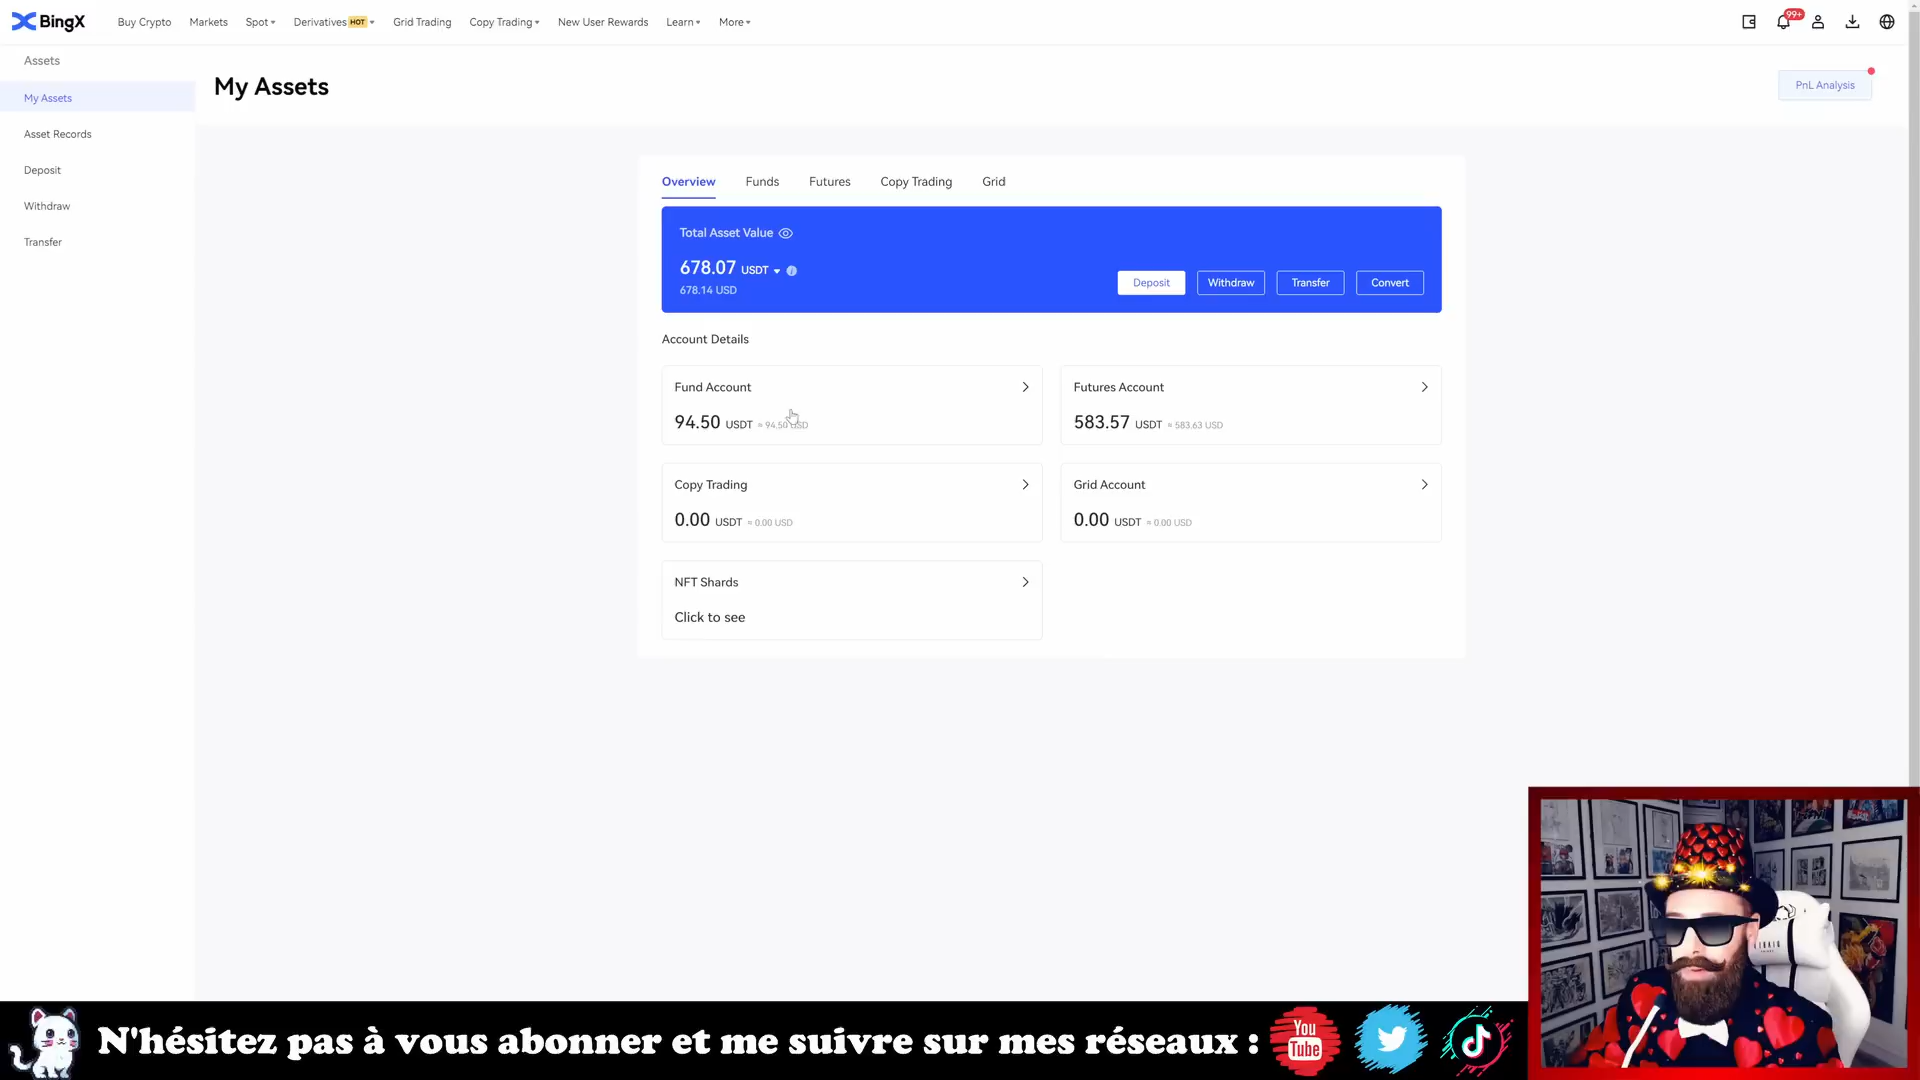 BingX
Buy Crypto
Markets
Spot
Derivatives HOT
Grid Trading
Copy Trading
New User Rewards
Learn
More
99+
Assets
My Assets
Asset Records
Deposit
Withdraw
Transfer
My Assets
PnL Analysis
Overview
Funds
Futures
Copy Trading
Grid
Total Asset Value
678.07 USDT
678.14 USD
Deposit
Withdraw
Transfer
Convert
Account Details
Fund Account
94.50 USDT ≈ 94.50 USD
Futures Account
583.57 USDT ≈ 583.63 USD
Copy Trading
0.00 USDT ≈ 0.00 USD
Grid Account
0.00 USDT ≈ 0.00 USD
NFT Shards
Click to see
N'hésitez pas à vous abonner et me suivre sur mes réseaux :
You
Tube